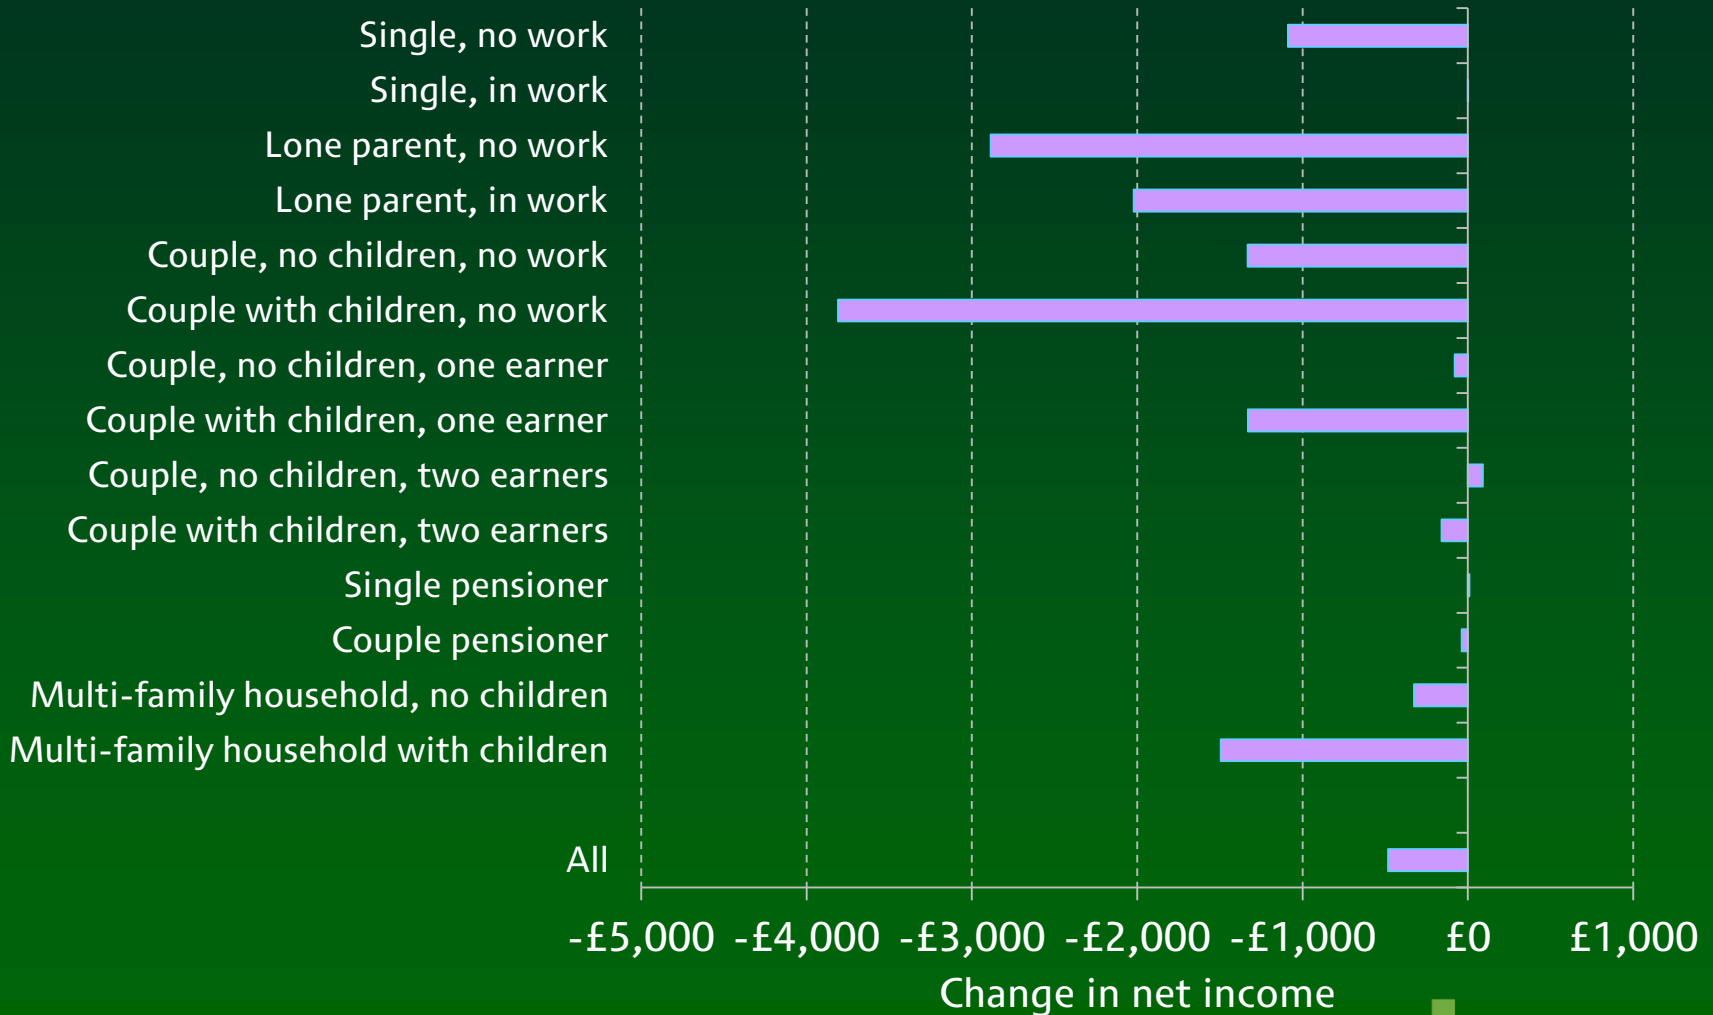 Single, no work
Single, in work
Lone parent, no work
Lone parent, in work
Couple, no children, no work
Couple with children, no work
Couple, no children, one earner
Couple with children, one earner
Couple, no children, two earners
Couple with children, two earners
Single pensioner
Couple pensioner
Multi-family household, no children
Multi-family household with children
All
-£5,000 -£4,000 -£3,000 -£2,000 -£1,000 £0 £1,000
Change in net income